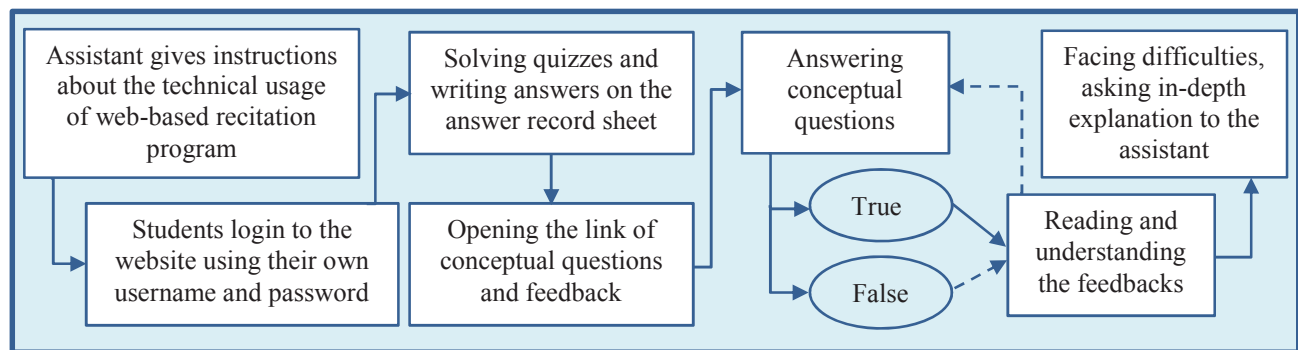 Assistant gives instructions
about the technical usage
of web-based recitation
program
Students login to the
website using their own
username and password
Solving quizzes and
writing answers on the
answer record sheet
Opening the link of
conceptual questions
and feedback
Answering
conceptual
questions
True
False
Reading and
understanding
the feedbacks
Facing difficulties,
asking in-depth
explanation to the
assistant